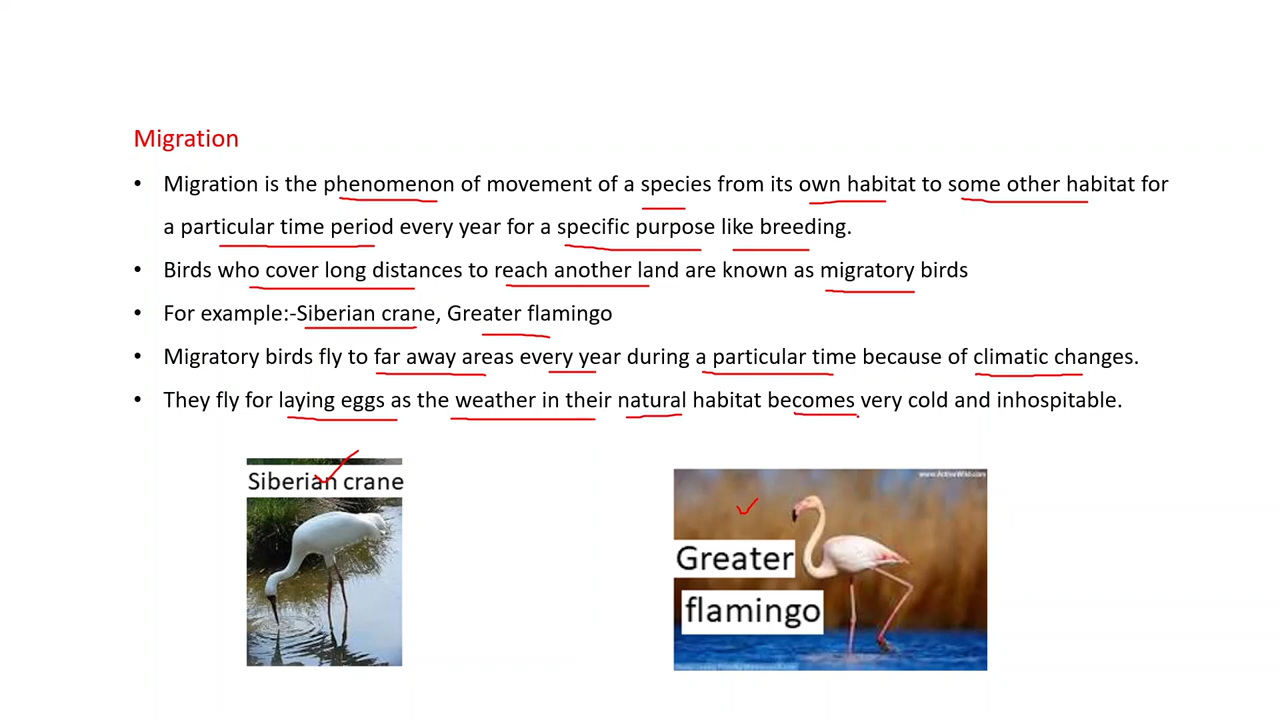 Migration
• Migration is the phenomenon of movement of a species from its own habitat to some other habitat for
a particular time period every year for a specific purpose like breeding.
• Birds who cover long distances to reach another land are known as migratory birds
• For example:-Siberian crane, Greater flamingo
• Migratory birds fly to far away areas every year during a particular time because of climatic changes.
• They fly for laying eggs as the weather in their natural habitat becomes very cold and inhospitable.
Siberian crane
www.ActiveWild.com
Greater
flamingo